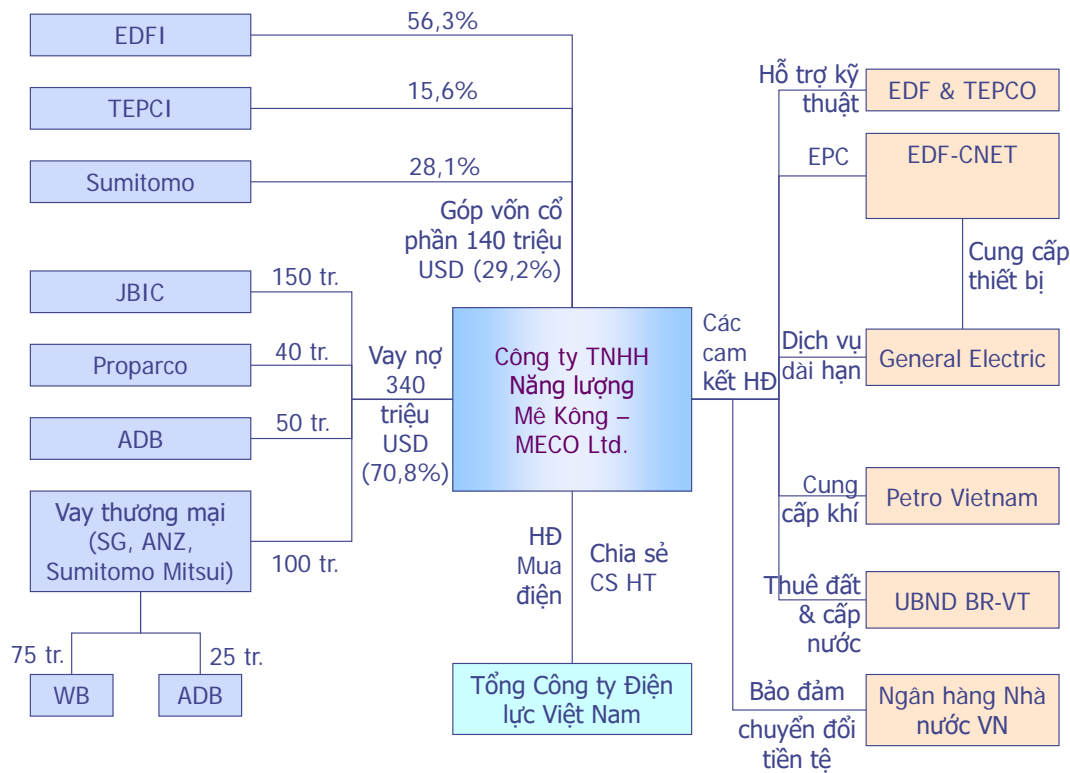 EDFI
56,3%
TEPCI
15,6%
Sumitomo
28,1%
Góp vốn cổ
phần 140 triệu
USD (29,2%)
JBIC
150 tr.
Proparco
40 tr.
ADB
50 tr.
Vay thương mại
(SG, ANZ,
Sumitomo Mitsui)
100 tr.
75 tr.
25 tr.
WB
ADB
Vay nợ
340
triệu
USD
(70,8%)
Công ty TNHH
Năng lượng
Mê Kông –
MECO Ltd.
HĐ
Mua
điện
Chia sẻ
CS HT
Tổng Công ty Điện
lực Việt Nam
Các
cam
kết HĐ
Hỗ trợ kỹ
thuật
EDF & TEPCO
EPC
EDF-CNET
Cung cấp
thiết bị
Dịch vụ
dài hạn
General Electric
Cung
cấp khí
Petro Vietnam
Thuê đất
& cấp
nước
UBND BR-VT
Bảo đảm
chuyển đổi
tiền tệ
Ngân hàng Nhà
nước VN